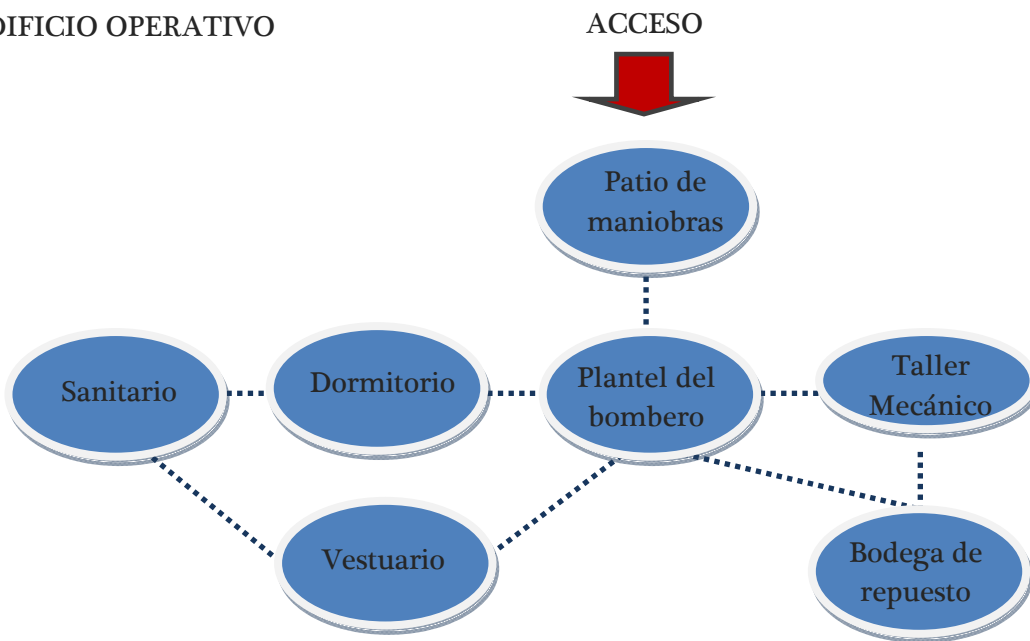 DIFICIO OPERATIVO
ACCESO
Patio de
maniobras
Sanitario
Dormitorio
Plantel del
bombero
Taller
Mecánico
Vestuario
Bodega de
repuesto